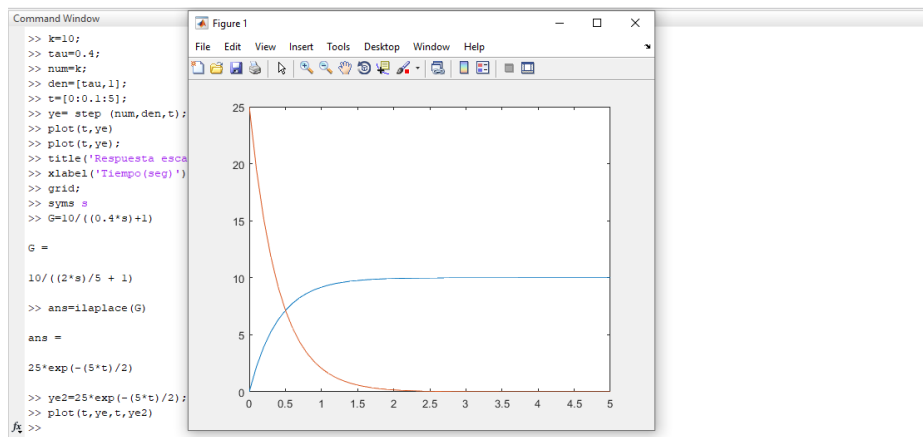 Command Window
>> k=10;
>> tau=0.4;
>> num=k;
>> den=[tau,1];
>> t=[0:0.1:5];
>> ye= step (num,den,t);
>> plot(t,ye)
>> plot(t,ye);
>> title('Respuesta esca
>> xlabel('Tiempo(seg)')
>> grid;
>> syms s
>> G=10/((0.4*s)+1)
G =
10/((2*s)/5 + 1)
>> ans=ilaplace(G)
ans =
25*exp(-(5*t)/2)
>> ye2=25*exp(-(5*t)/2);
>> plot(t,ye,t,ye2)
fx >>
Figure 1
File Edit View Insert Tools Desktop Window Help
25
20
15
10
5
0
0 0.5 1 1.5 2 2.5 3 3.5 4 4.5 5